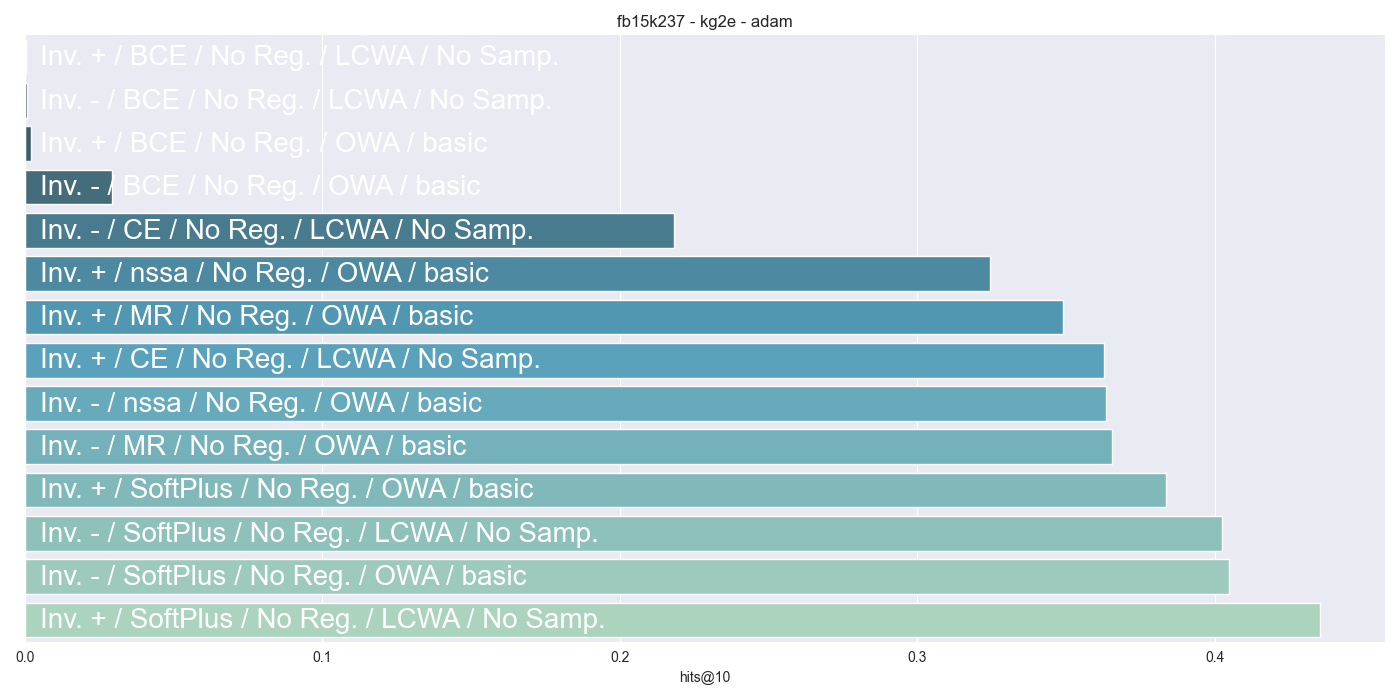 fb15k237 - kg2e - adam
Inv. + / BCE / No Reg. / LCWA / No Samp.
Inv. - / BCE / No Reg. / LCWA / No Samp.
Inv. + / BCE / No Reg. / OWA / basic
Inv. - / BCE / No Reg. / OWA / basic
Inv. - / CE / No Reg. / LCWA / No Samp.
Inv. + / nssa / No Reg. / OWA / basic
Inv. + / MR / No Reg. / OWA / basic
Inv. + / CE / No Reg. / LCWA / No Samp.
Inv. - / nssa / No Reg. / OWA / basic
Inv. - / MR / No Reg. / OWA / basic
Inv. + / SoftPlus / No Reg. / OWA / basic
Inv. - / SoftPlus / No Reg. / LCWA / No Samp.
Inv. - / SoftPlus / No Reg. / OWA / basic
Inv. + / SoftPlus / No Reg. / LCWA / No Samp.
0.0 0.1 0.2 0.3 0.4
hits@10